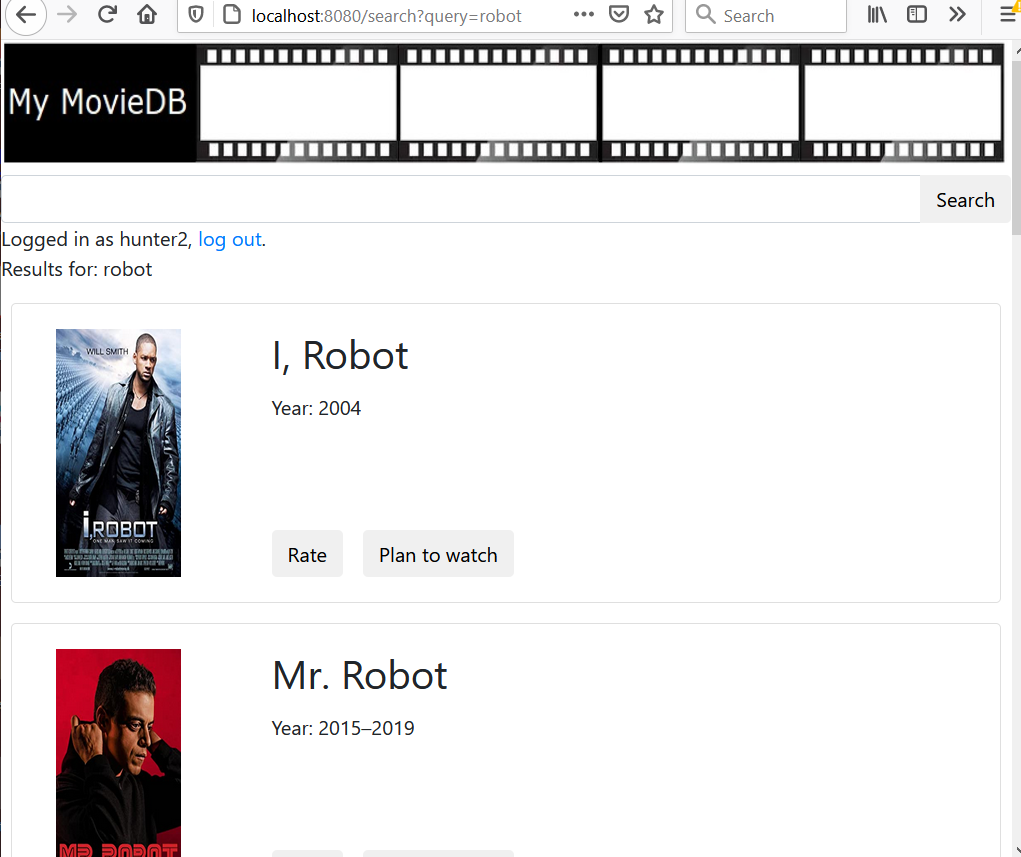 localhost:8080/search?query=robot
Search
My MovieDB
Search
Logged in as hunter2, log out.
Results for: robot
WILL SMITH
I, Robot
Year: 2004
i,ROBOT
ONE MAN SAW IT COMING
Rate
Plan to watch
Mr. Robot
Year: 2015–2019
MR ROBOT